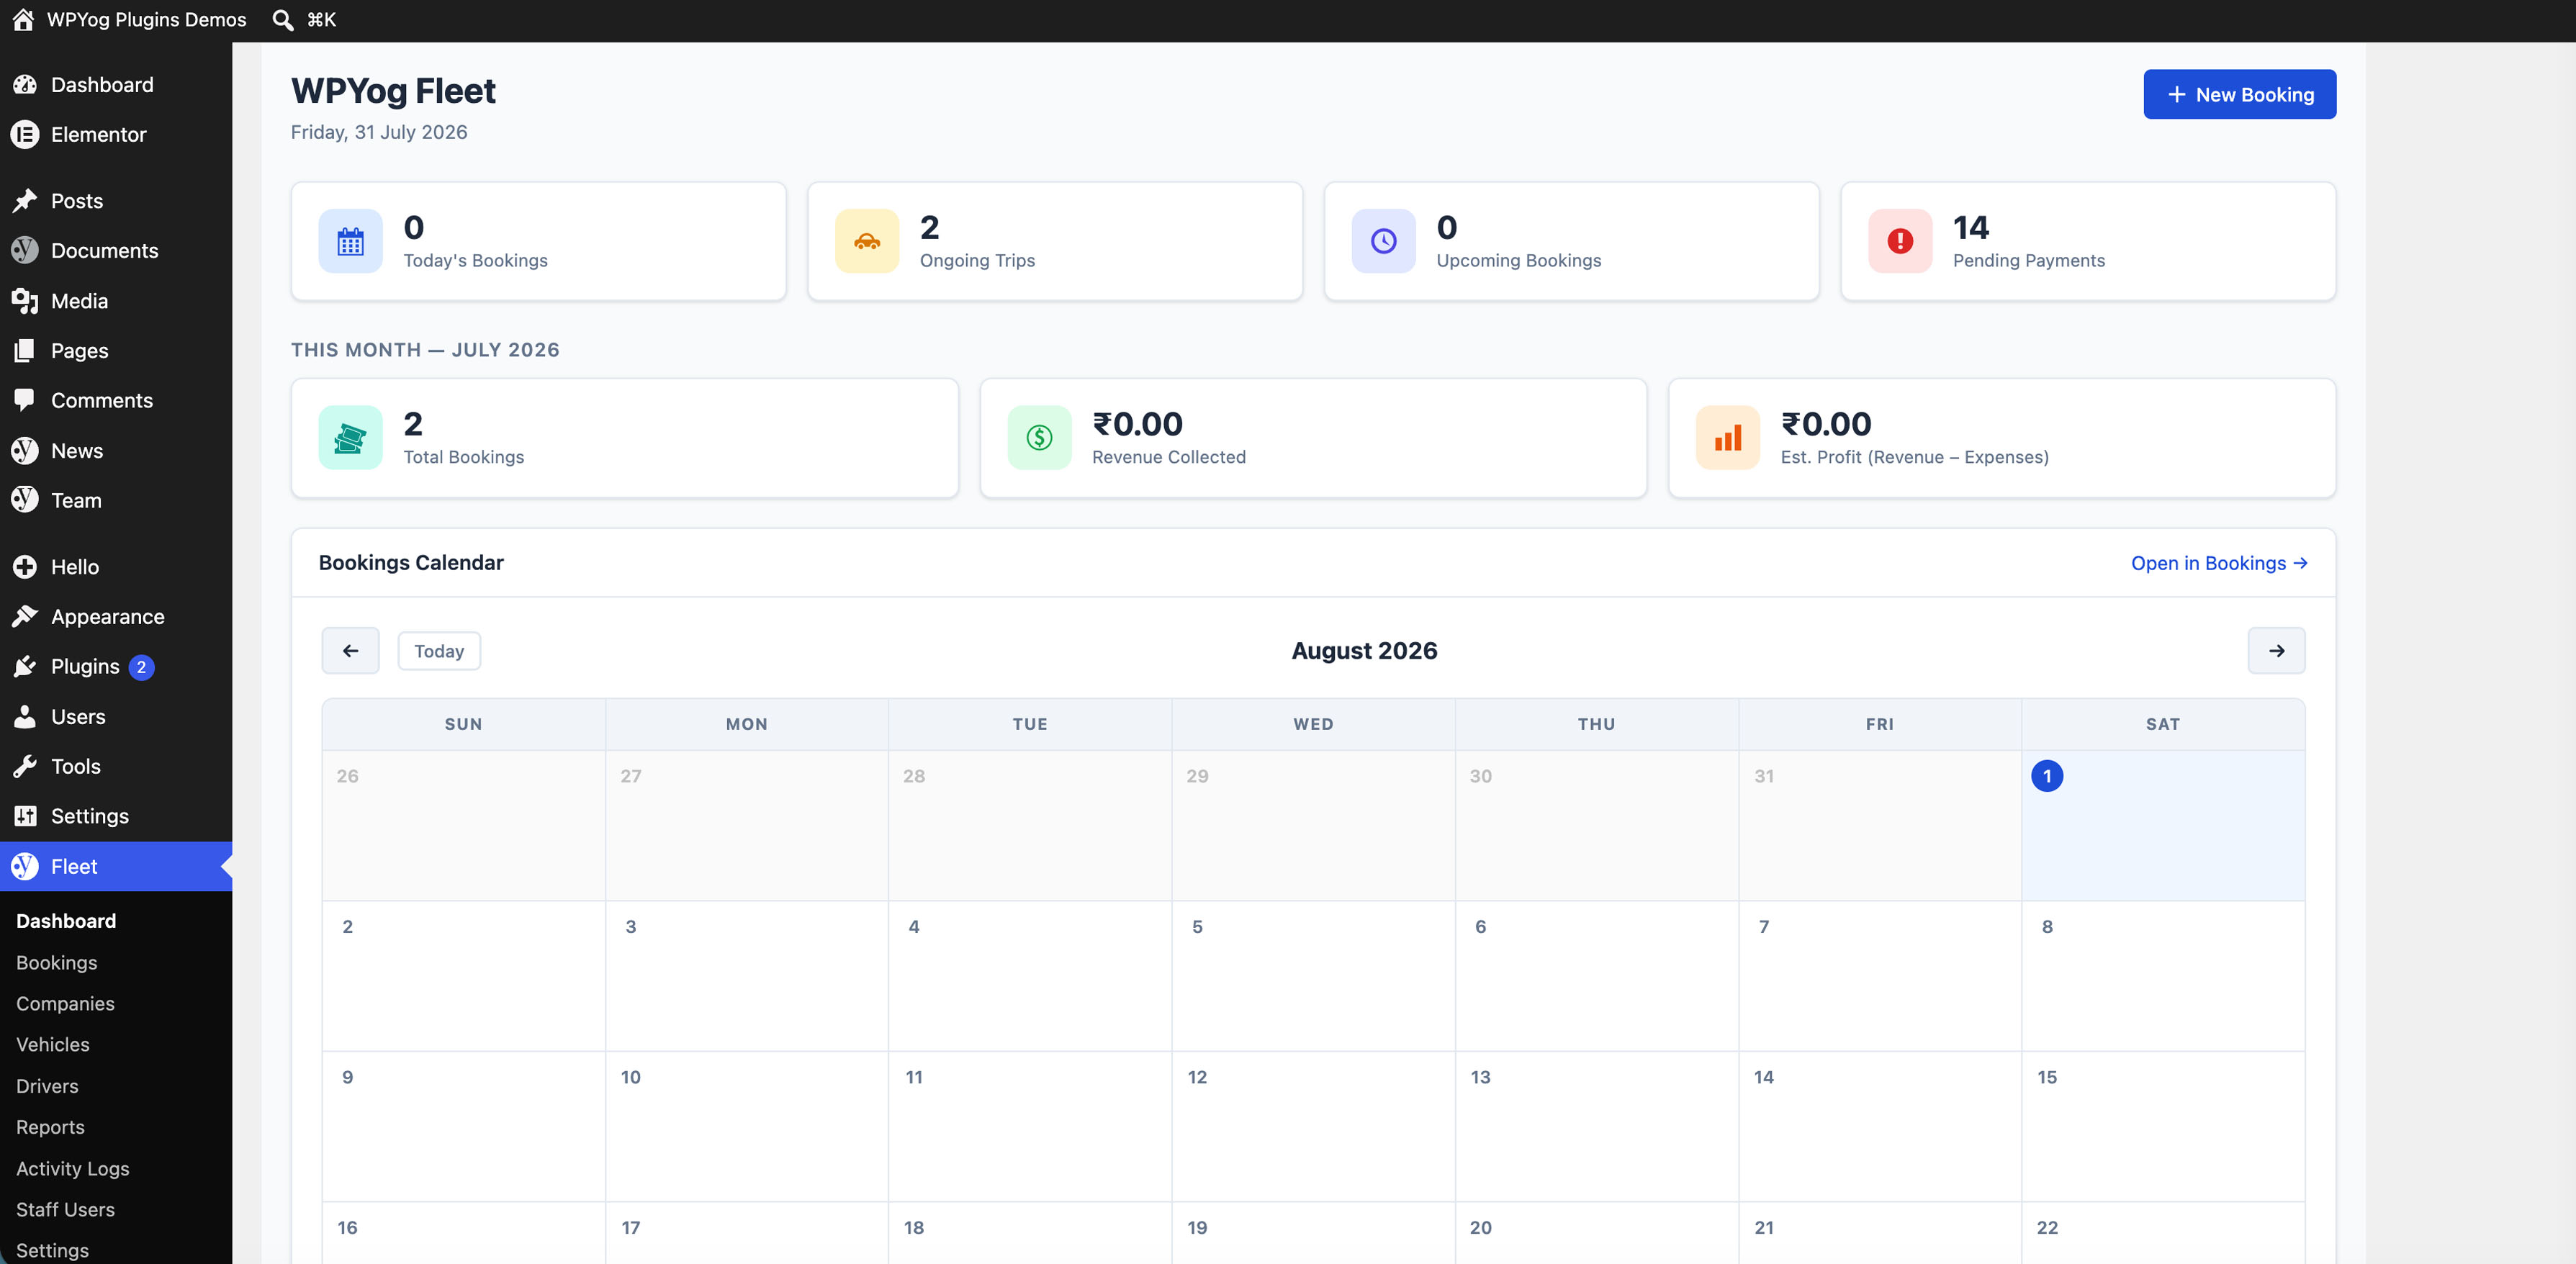 WPYog Plugins Demos ⌘K
Dashboard
Elementor
Posts
Documents
Media
Pages
Comments
News
Team
Hello
Appearance
Plugins 2
Users
Tools
Settings
Fleet
Dashboard
Bookings
Companies
Vehicles
Drivers
Reports
Activity Logs
Staff Users
Settings
WPYog Fleet
Friday, 31 July 2026
+ New Booking
0
Today's Bookings
2
Ongoing Trips
0
Upcoming Bookings
14
Pending Payments
THIS MONTH — JULY 2026
2
Total Bookings
₹0.00
Revenue Collected
₹0.00
Est. Profit (Revenue – Expenses)
Bookings Calendar
Open in Bookings →
← Today August 2026 →
SUN MON TUE WED THU FRI SAT
26 27 28 29 30 31 1
2 3 4 5 6 7 8
9 10 11 12 13 14 15
16 17 18 19 20 21 22